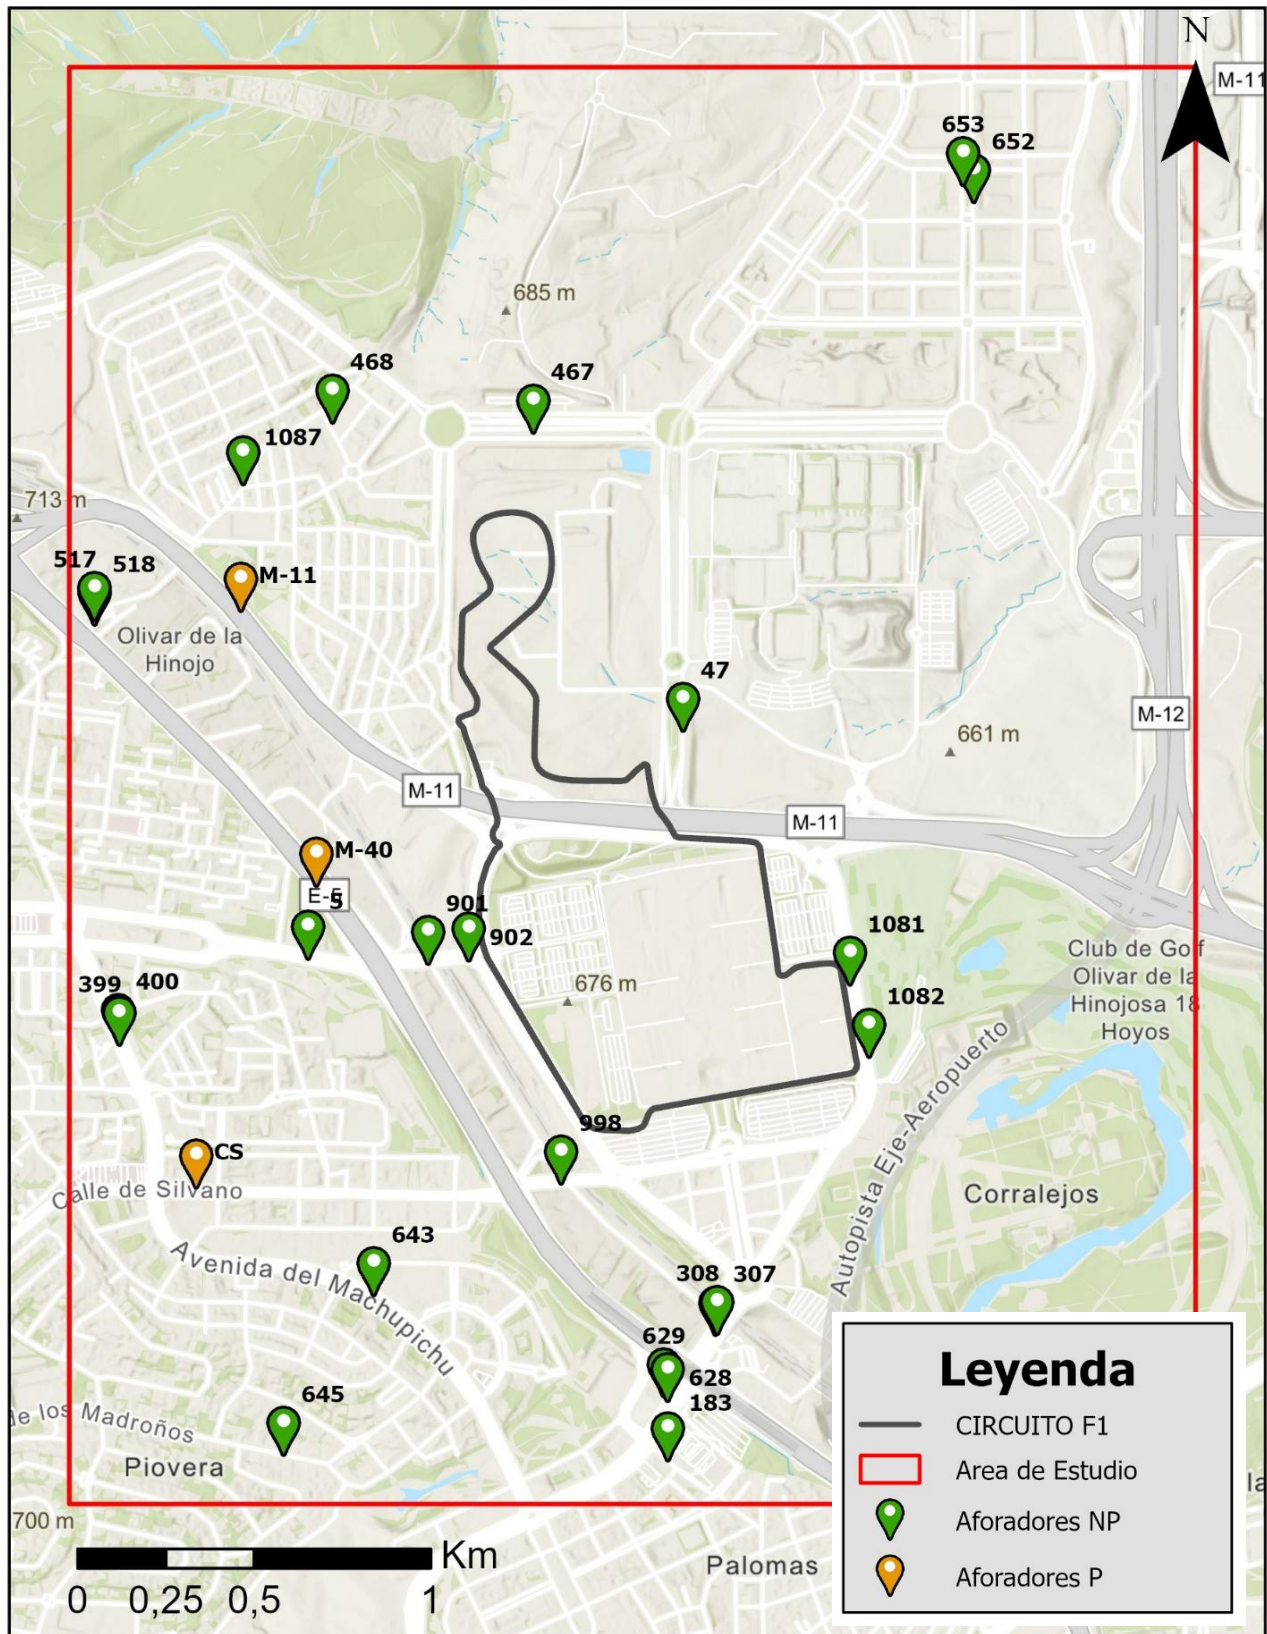 N
M-11
653
652
685 m
468
467
1087
713 m
517
518
M-11
Olivar de la
Hinojo
47
M-12
661 m
M-11
M-11
M-40
E-5
5
901
902
1081
Club de Golf
Olivar de la
Hinojosa 18
Hoyos
676 m
399
400
1082
998
CS
Calle de Silvano
Autopista Eje-Aeropuerto
Corralejos
643
Avenida del Machupichu
308
307
629
628
183
645
de los Madroños
Piovera
700 m
Palomas
la
Km
0 0,25 0,5 1
Leyenda
CIRCUITO F1
Area de Estudio
Aforadores NP
Aforadores P